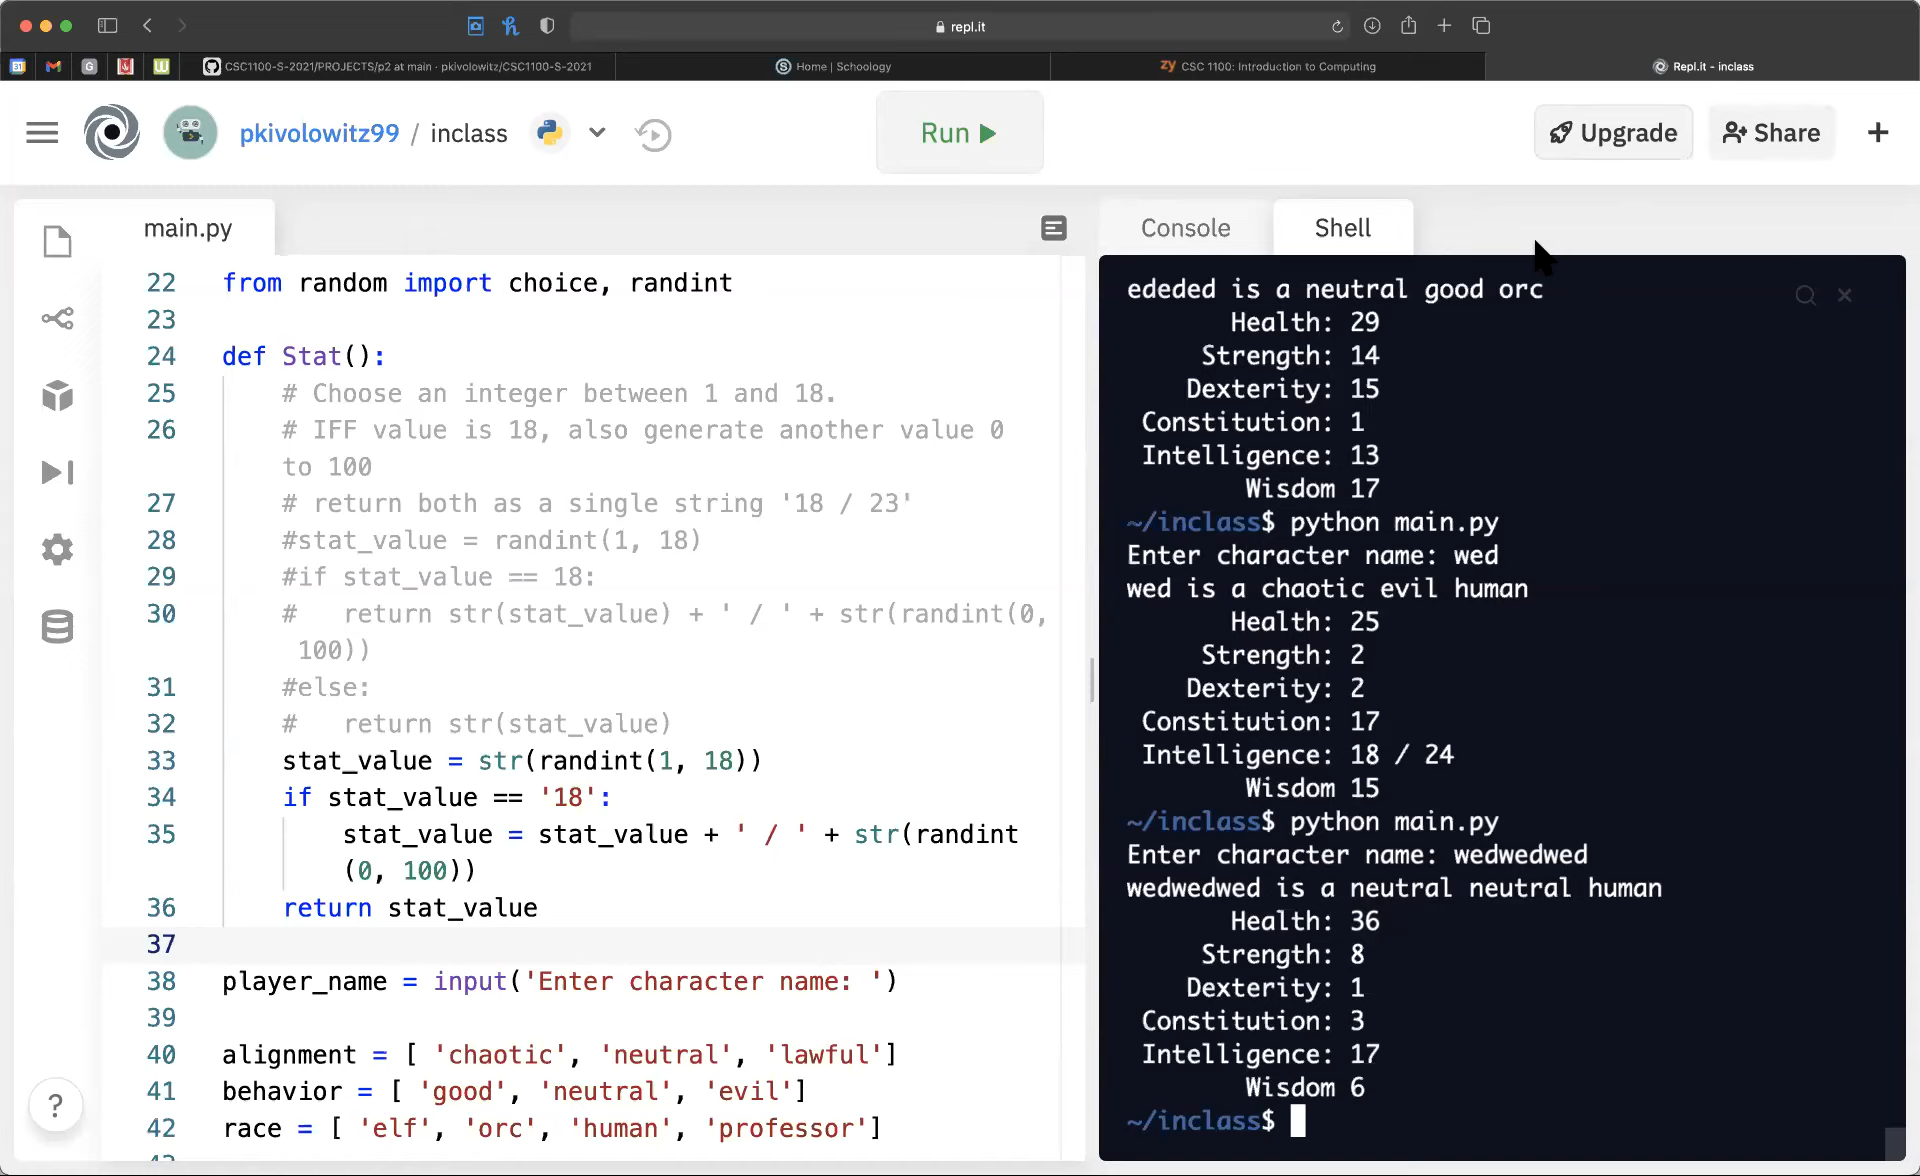 repl.it
CSC1100-S-2021/PROJECTS/p2 at main · pkivolowitz/CSC1100-S-2021
Home | Schoology
zy CSC 1100: Introduction to Computing
Repl.it - inclass
pkivolowitz99 / inclass
Run
Upgrade
Share
main.py
22 from random import choice, randint
23
24 def Stat():
25 # Choose an integer between 1 and 18.
26 # IFF value is 18, also generate another value 0
to 100
27 # return both as a single string '18 / 23'
28 #stat_value = randint(1, 18)
29 #if stat_value == 18:
30 #   return str(stat_value) + ' / ' + str(randint(0,
100))
31 #else:
32 #   return str(stat_value)
33 stat_value = str(randint(1, 18))
34 if stat_value == '18':
35 stat_value = stat_value + ' / ' + str(randint
(0, 100))
36 return stat_value
37
38 player_name = input('Enter character name: ')
39
40 alignment = [ 'chaotic', 'neutral', 'lawful']
41 behavior = [ 'good', 'neutral', 'evil']
42 race = [ 'elf', 'orc', 'human', 'professor']
?
Console
Shell
ededed is a neutral good orc
Health: 29
Strength: 14
Dexterity: 15
Constitution: 1
Intelligence: 13
Wisdom 17
~/inclass$ python main.py
Enter character name: wed
wed is a chaotic evil human
Health: 25
Strength: 2
Dexterity: 2
Constitution: 17
Intelligence: 18 / 24
Wisdom 15
~/inclass$ python main.py
Enter character name: wedwedwed
wedwedwed is a neutral neutral human
Health: 36
Strength: 8
Dexterity: 1
Constitution: 3
Intelligence: 17
Wisdom 6
~/inclass$